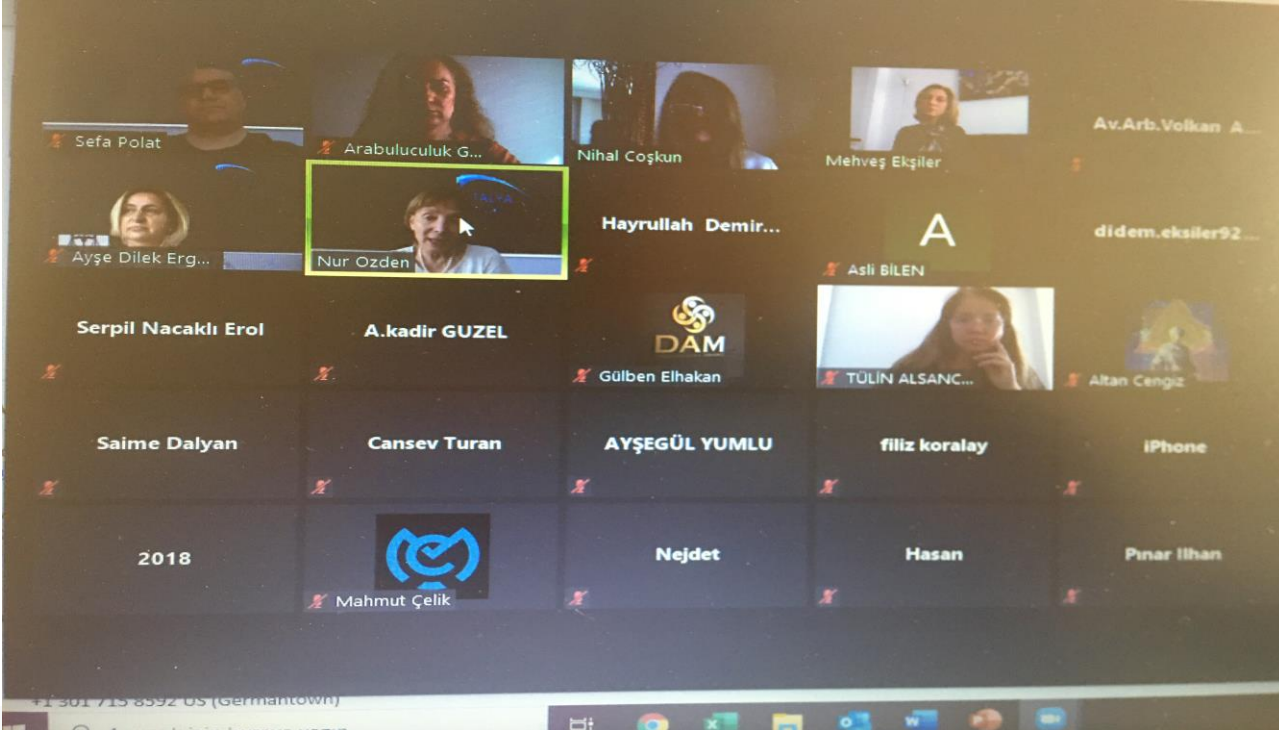 Sefa Polat
Arabuluculuk G...
Nihal Coşkun
Mehveş Ekşiler
Av.Arb.Volkan A...
Ayşe Dilek Erg...
TALYA
Nur Ozden
Hayrullah Demir...
A
Asli BİLEN
didem.eksiler92...
Serpil Nacaklı Erol
A.kadir GUZEL
DAM
Gülben Elhakan
TÜLİN ALSANC...
Altan Cengiz
Saime Dalyan
Cansev Turan
AYŞEGÜL YUMLU
filiz koralay
iPhone
2018
Mahmut Çelik
Nejdet
Hasan
Pınar Ilhan
+1 301 715 8592 US (Germantown)